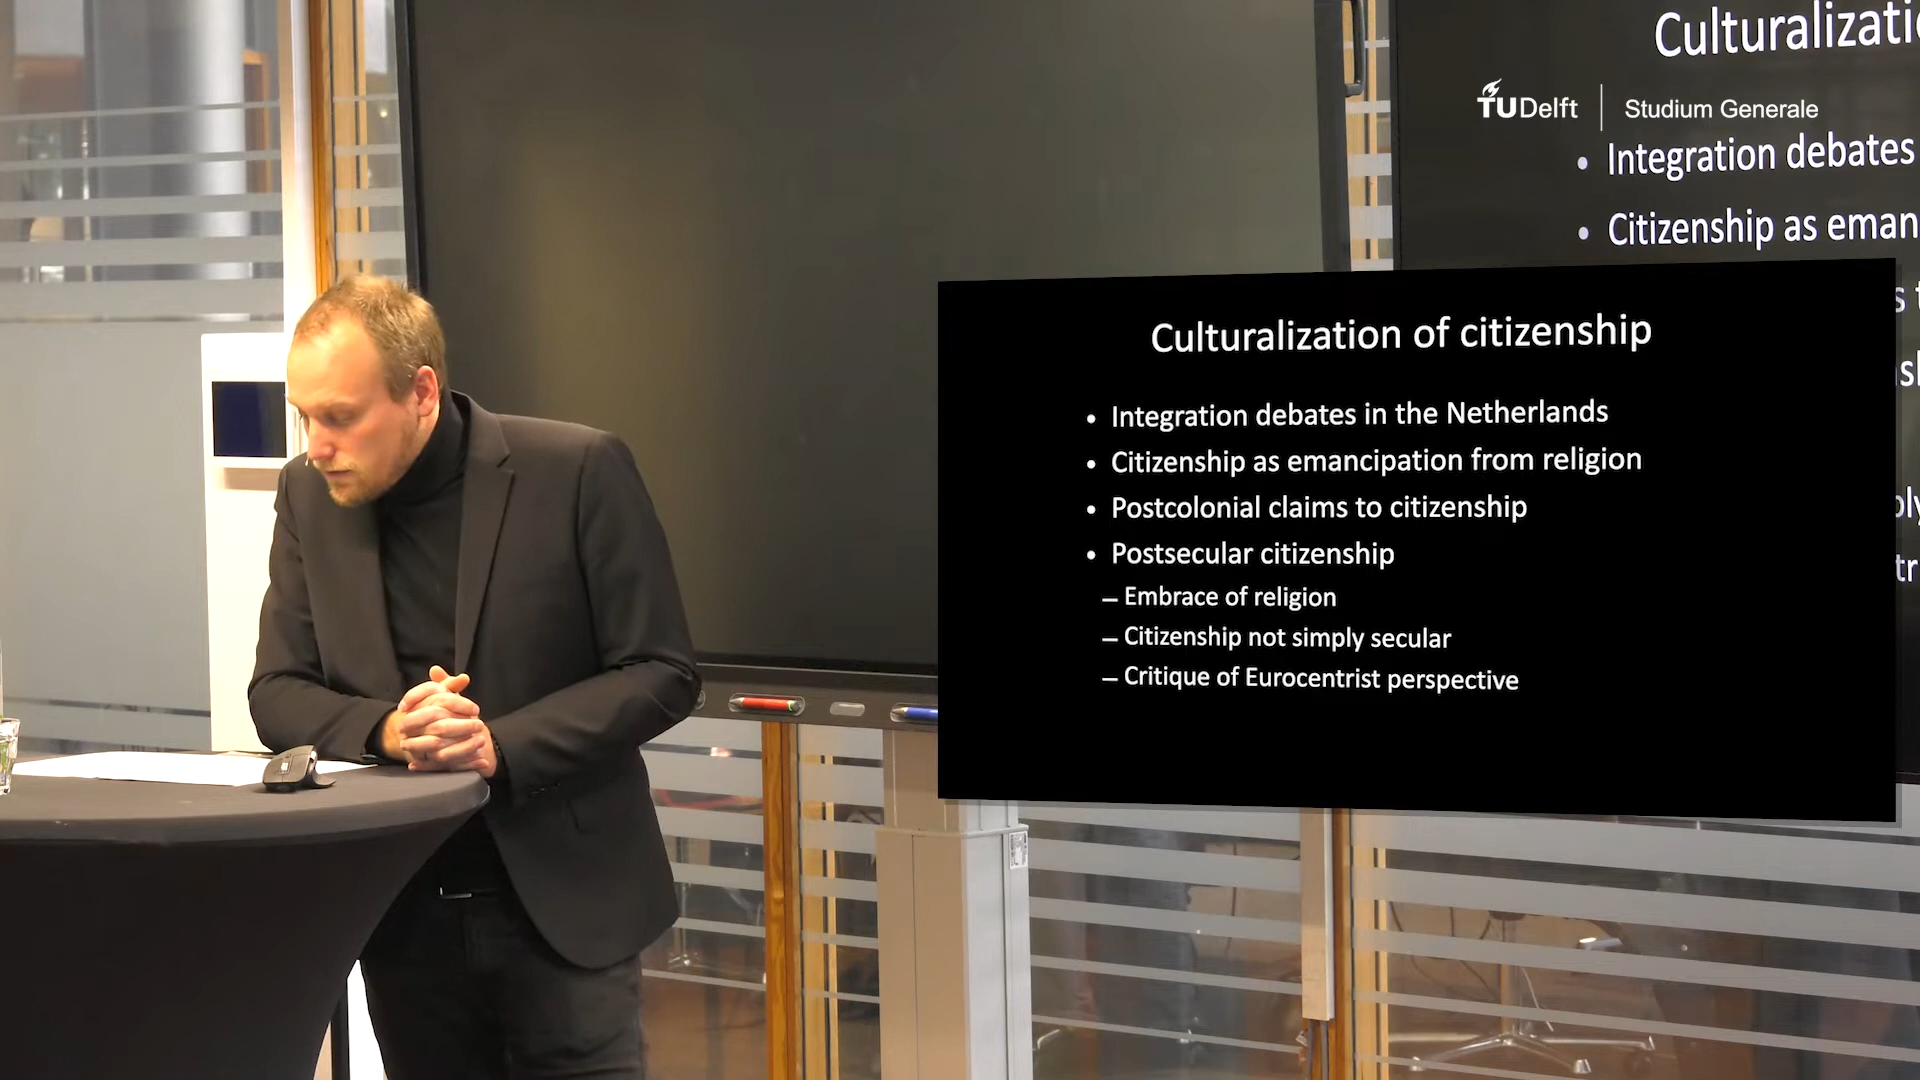 Culturalizati
TUDelft | Studium Generale
• Integration debates
• Citizenship as eman
Culturalization of citizenship
• Integration debates in the Netherlands
• Citizenship as emancipation from religion
• Postcolonial claims to citizenship
• Postsecular citizenship
– Embrace of religion
– Citizenship not simply secular
– Critique of Eurocentrist perspective